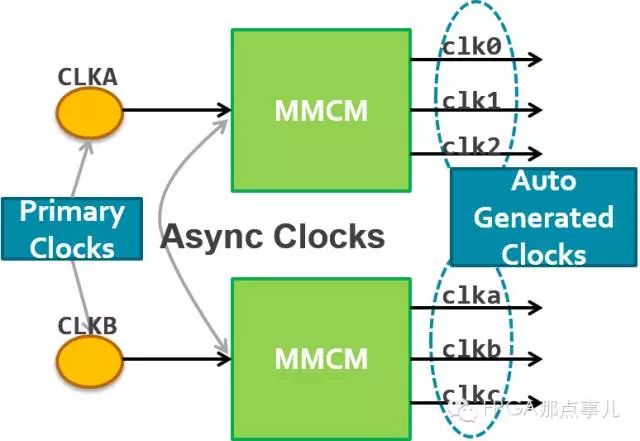 CLKA
MMCM
clk0
clk1
clk2
Primary
Clocks
Async Clocks
Auto
Generated
Clocks
CLKB
MMCM
clka
clkb
clkc
FPGA那点事儿